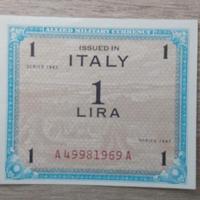 ALLIED MILITARY CURRENCY
1 ISSUED IN 1
ITALY
SERIES 1943
1
LIRA
SERIES 1943
1 1
A49981969A